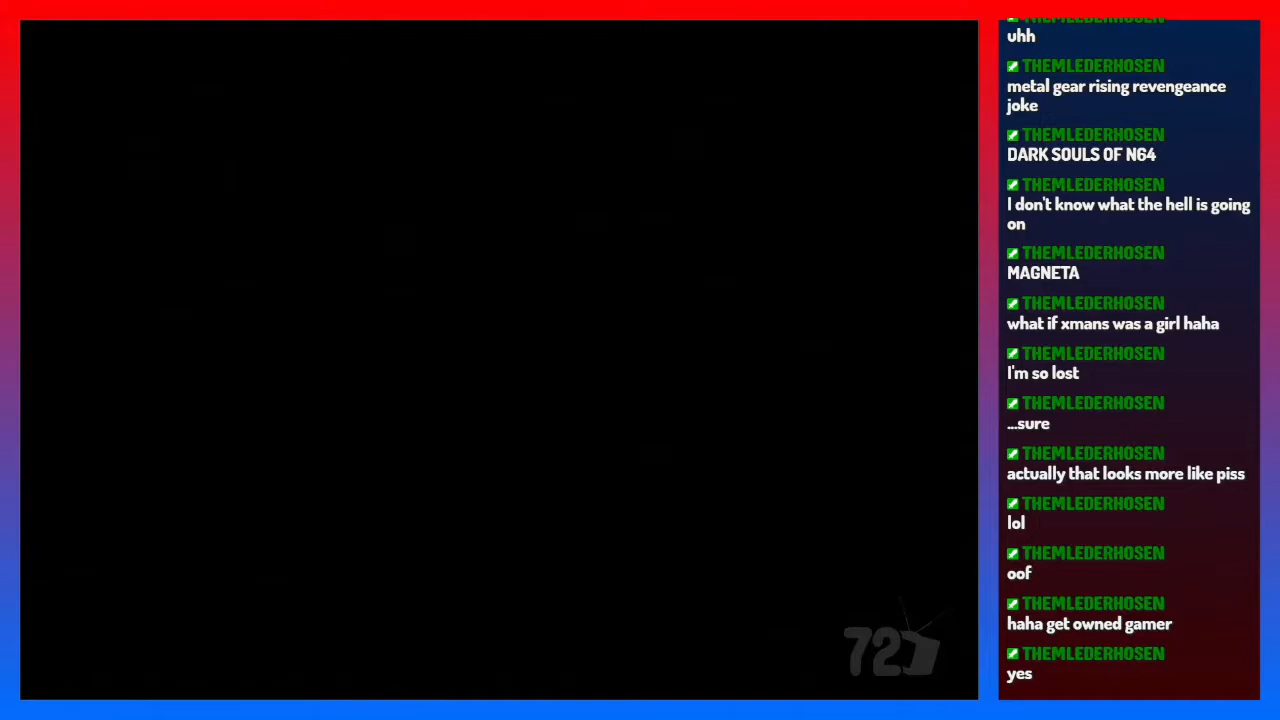 THEMLEDERHOSEN
uhh
THEMLEDERHOSEN
metal gear rising revengeance
joke
THEMLEDERHOSEN
DARK SOULS OF N64
THEMLEDERHOSEN
I don't know what the hell is going
on
THEMLEDERHOSEN
MAGNETA
THEMLEDERHOSEN
what if xmans was a girl haha
THEMLEDERHOSEN
I'm so lost
THEMLEDERHOSEN
...sure
THEMLEDERHOSEN
actually that looks more like piss
THEMLEDERHOSEN
lol
THEMLEDERHOSEN
oof
THEMLEDERHOSEN
haha get owned gamer
THEMLEDERHOSEN
yes
72